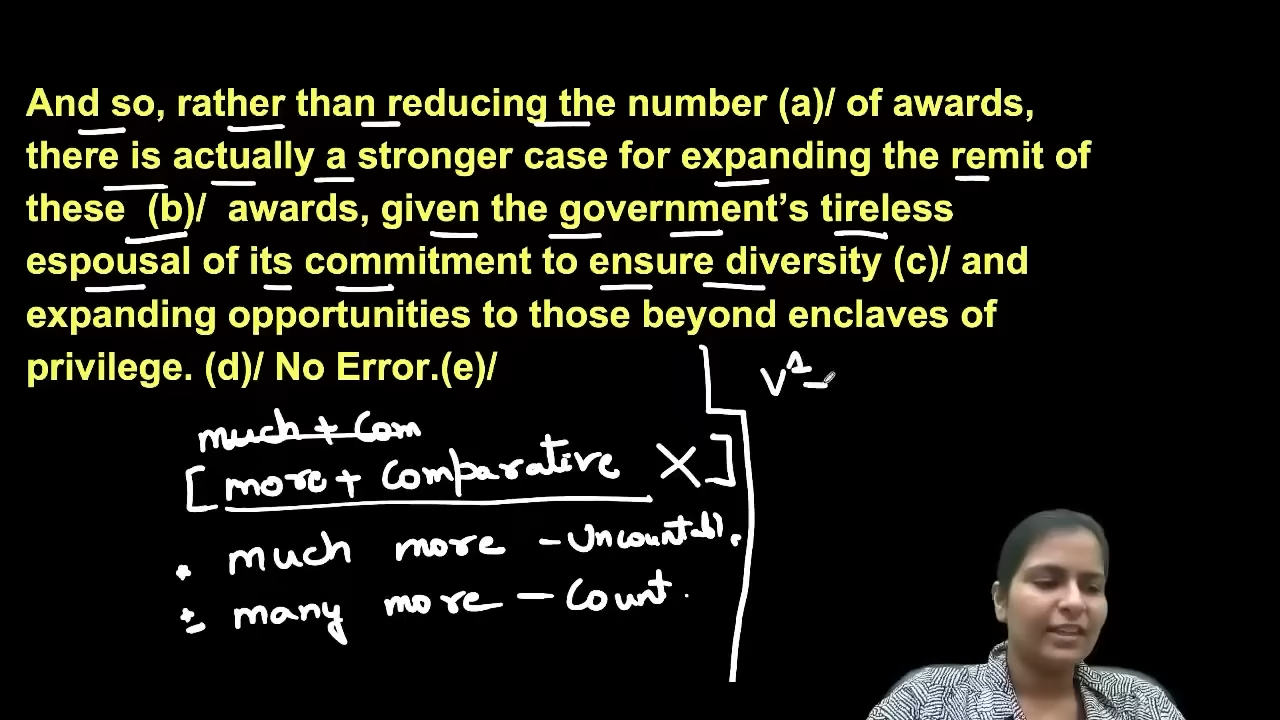 And so, rather than reducing the number (a)/ of awards,
there is actually a stronger case for expanding the remit of
these (b)/ awards, given the government's tireless
espousal of its commitment to ensure diversity (c)/ and
expanding opportunities to those beyond enclaves of
privilege. (d)/ No Error.(e)/
V1-
much + Com
[more + Comparative X]
much more - Uncountabl.
many more - Count.